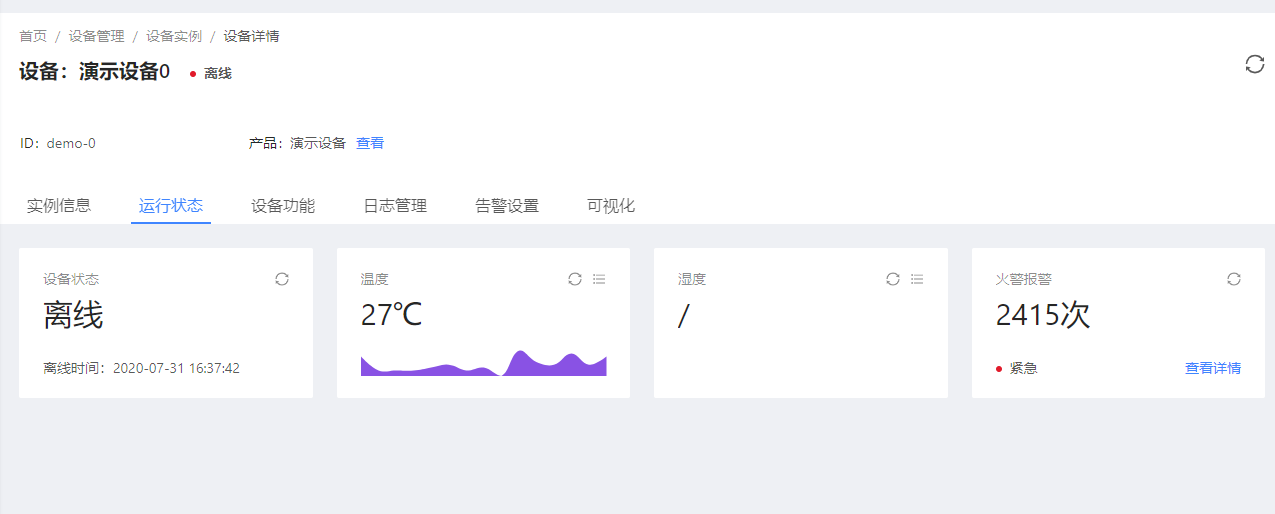 首页 / 设备管理 / 设备实例 / 设备详情
设备：演示设备0 离线
ID：demo-0 产品：演示设备 查看
实例信息 运行状态 设备功能 日志管理 告警设置 可视化
设备状态
离线
离线时间：2020-07-31 16:37:42
温度
27℃
湿度
/
火警报警
2415次
紧急 查看详情